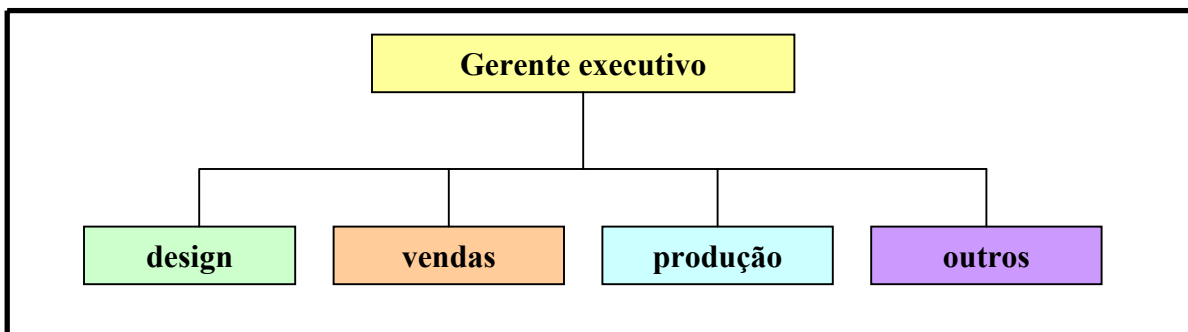 Gerente executivo
design
vendas
produção
outros